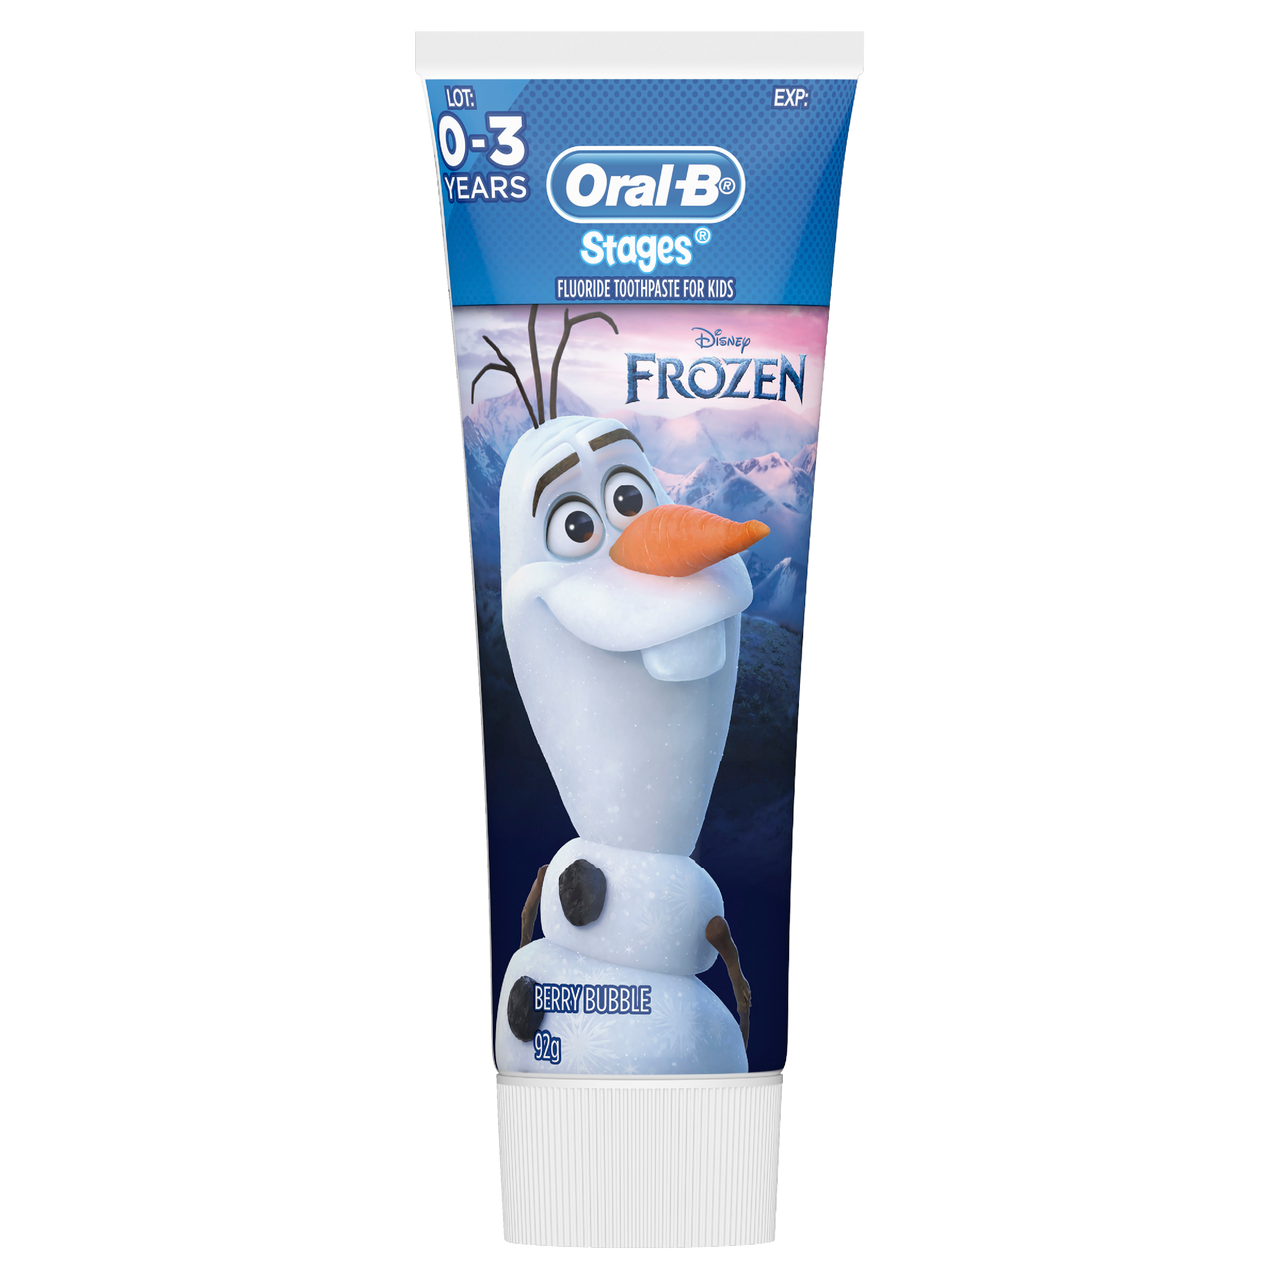 LOT:
EXP:
0-3
YEARS
Oral-B®
Stages®
FLUORIDE TOOTHPASTE FOR KIDS
Disney
FROZEN
BERRY BUBBLE
92g